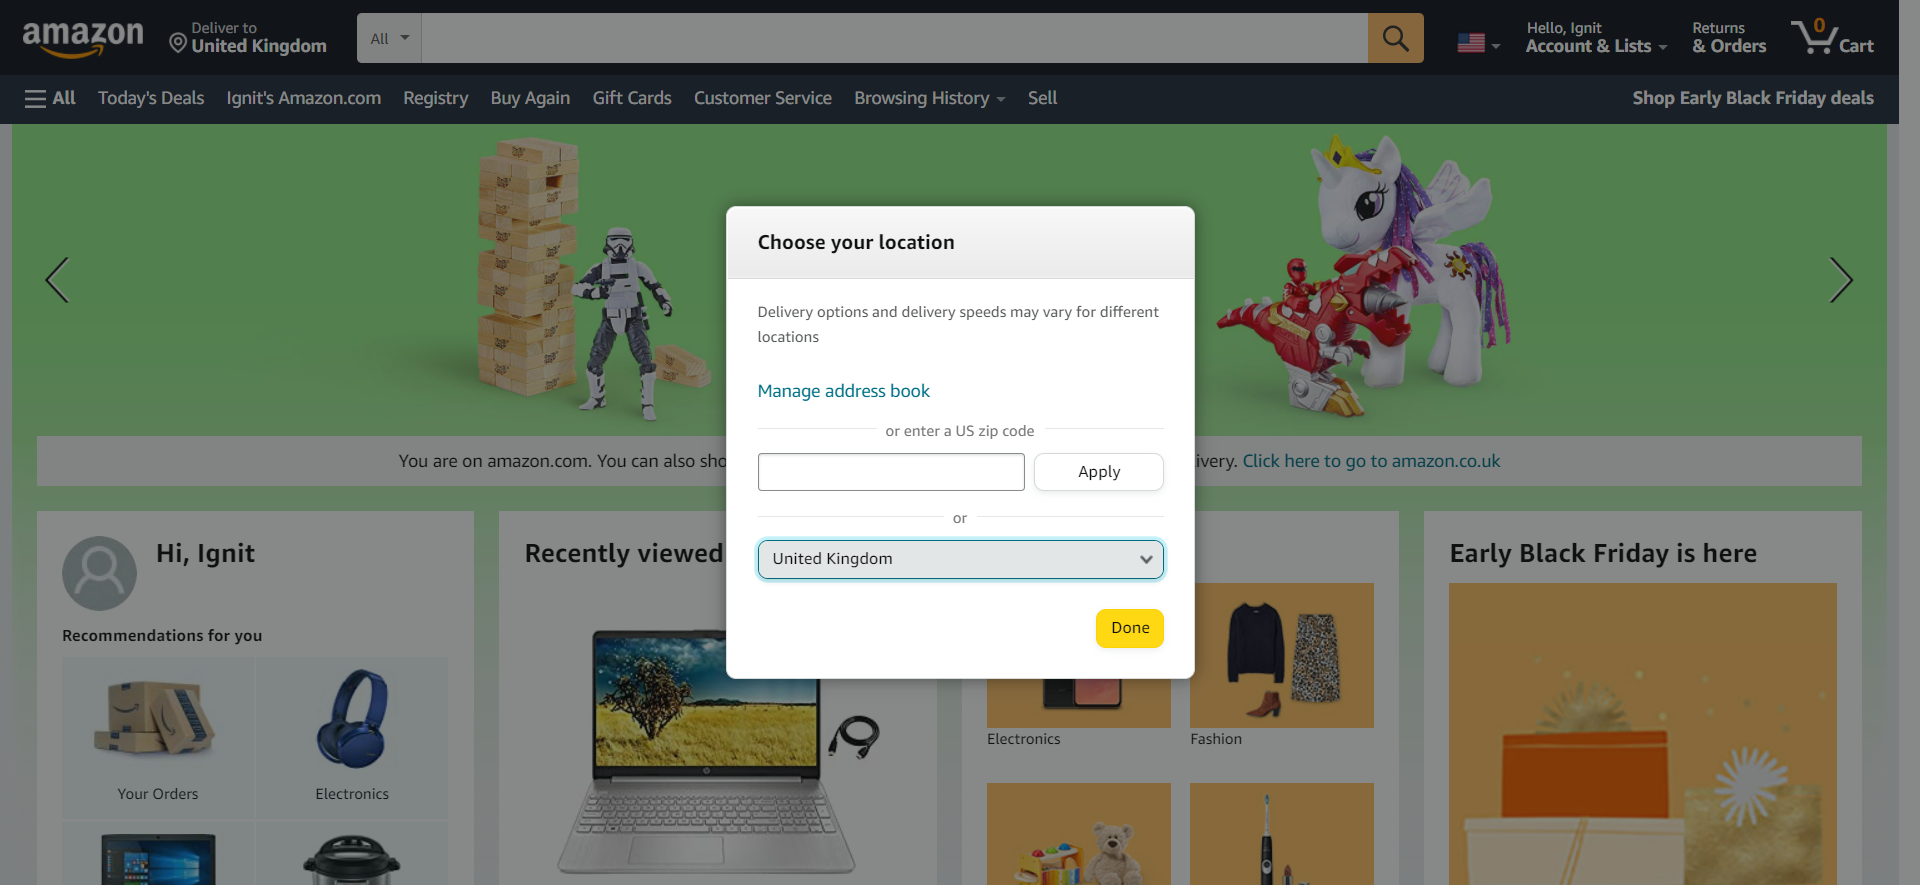 amazon
Deliver to
United Kingdom
All
Hello, Ignit
Account & Lists
Returns
& Orders
0
Cart
All
Today's Deals
Ignit's Amazon.com
Registry
Buy Again
Gift Cards
Customer Service
Browsing History
Sell
Shop Early Black Friday deals
Choose your location
Delivery options and delivery speeds may vary for different
locations
Manage address book
or enter a US zip code
Apply
or
United Kingdom
Done
You are on amazon.com. You can also sho
ivery. Click here to go to amazon.co.uk
Hi, Ignit
Recommendations for you
Your Orders
Electronics
Recently viewed
Electronics
Fashion
Early Black Friday is here